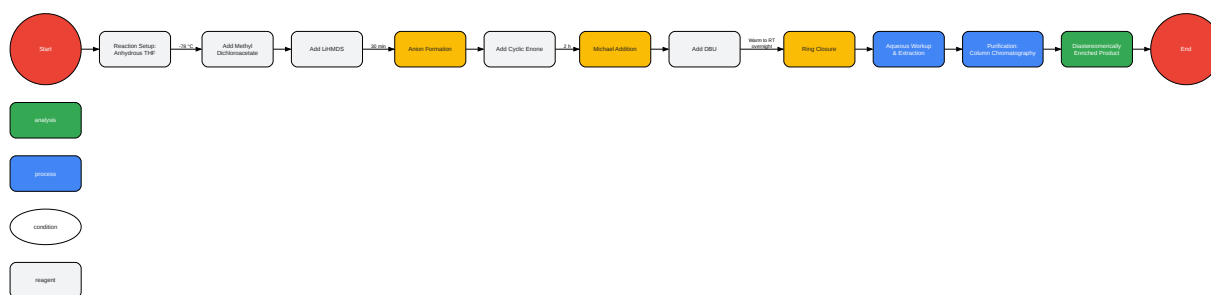 Start
Reaction Setup:
Anhydrous THF
-78 °C
Add Methyl
Dichloroacetate
Add LiHMDS
30 min
Anion Formation
Add Cyclic Enone
2 h
Michael Addition
Add DBU
Warm to RT
overnight
Ring Closure
Aqueous Workup
& Extraction
Purification:
Column Chromatography
Diastereomerically
Enriched Product
End
analysis
process
condition
reagent